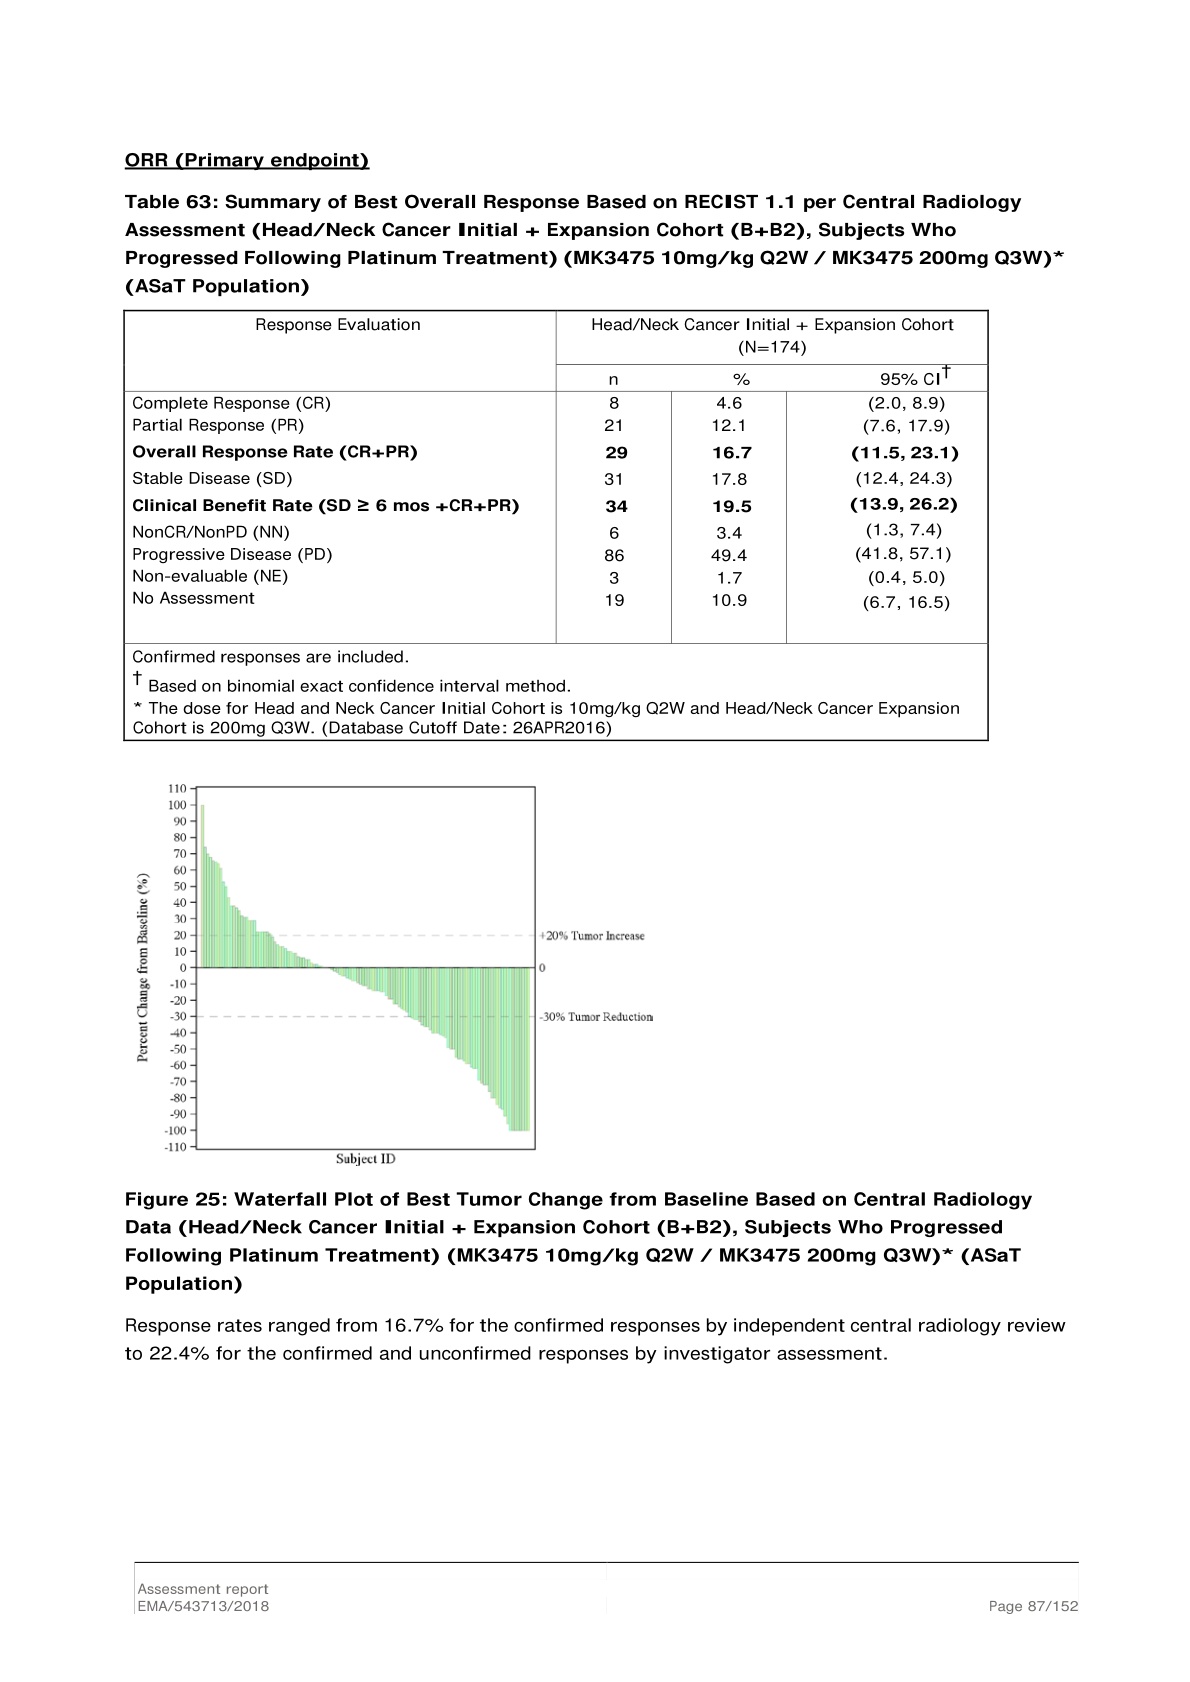 ORR (Primary endpoint)
Table 63: Summary of Best Overall Response Based on RECIST 1.1 per Central Radiology
Assessment (Head/Neck Cancer Initial + Expansion Cohort (B+B2), Subjects Who
Progressed Following Platinum Treatment) (MK3475 10mg/kg Q2W / MK3475 200mg Q3W)*
(ASaT Population)
Response Evaluation Head/Neck Cancer Initial + Expansion Cohort
(N=174)
n % 95% CI†
Complete Response (CR) 8 4.6 (2.0, 8.9)
Partial Response (PR) 21 12.1 (7.6, 17.9)
Overall Response Rate (CR+PR) 29 16.7 (11.5, 23.1)
Stable Disease (SD) 31 17.8 (12.4, 24.3)
Clinical Benefit Rate (SD ≥ 6 mos +CR+PR) 34 19.5 (13.9, 26.2)
NonCR/NonPD (NN) 6 3.4 (1.3, 7.4)
Progressive Disease (PD) 86 49.4 (41.8, 57.1)
Non-evaluable (NE) 3 1.7 (0.4, 5.0)
No Assessment 19 10.9 (6.7, 16.5)
Confirmed responses are included.
† Based on binomial exact confidence interval method.
* The dose for Head and Neck Cancer Initial Cohort is 10mg/kg Q2W and Head/Neck Cancer Expansion
Cohort is 200mg Q3W. (Database Cutoff Date: 26APR2016)
Percent Change from Baseline (%)
110
100
90
80
70
60
50
40
30
20
10
0
-10
-20
-30
-40
-50
-60
-70
-80
-90
-100
-110
+20% Tumor Increase
0
-30% Tumor Reduction
Subject ID
Figure 25: Waterfall Plot of Best Tumor Change from Baseline Based on Central Radiology
Data (Head/Neck Cancer Initial + Expansion Cohort (B+B2), Subjects Who Progressed
Following Platinum Treatment) (MK3475 10mg/kg Q2W / MK3475 200mg Q3W)* (ASaT
Population)
Response rates ranged from 16.7% for the confirmed responses by independent central radiology review
to 22.4% for the confirmed and unconfirmed responses by investigator assessment.
Assessment report
EMA/543713/2018 Page 87/152